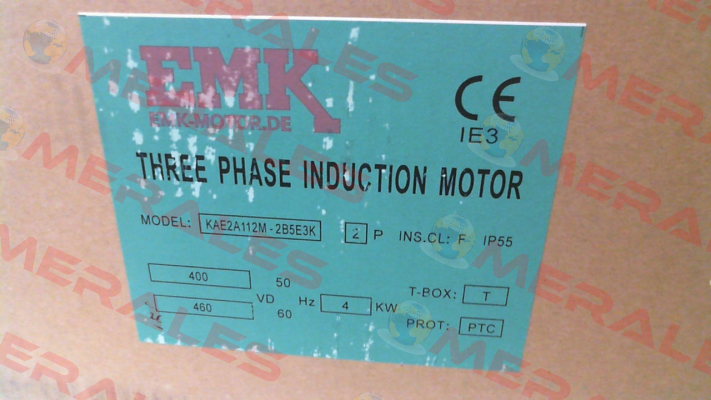 EMK
EMK-MOTOR.DE
CE
IE3
THREE PHASE INDUCTION MOTOR
MODEL: KAE2A112M-2B5E3K 2 P INS.CL: F IP55
400 50
460 VD 60 Hz 4 KW
T-BOX: T
PROT: PTC
OMERALES